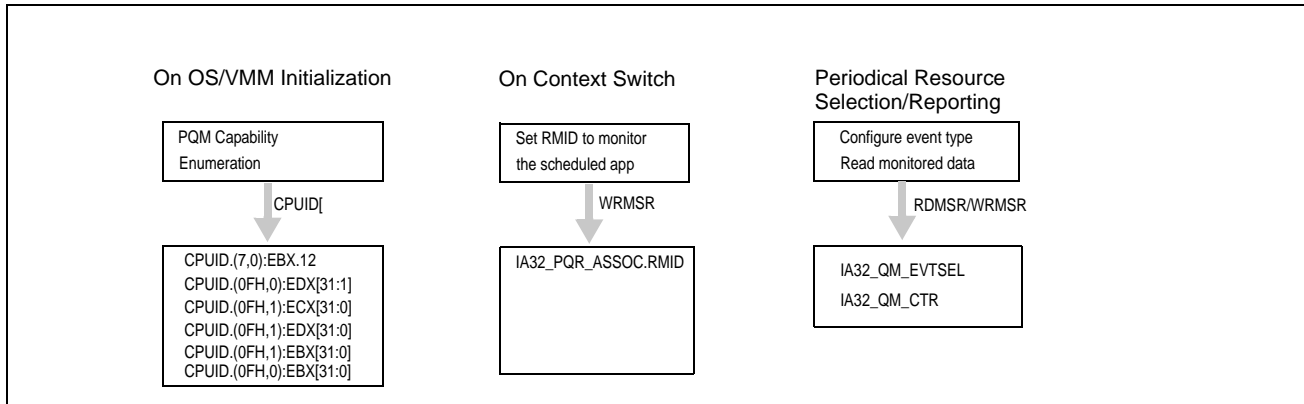 On OS/VMM Initialization
PQM Capability
Enumeration
CPUID[
CPUID.(7,0):EBX.12
CPUID.(0FH,0):EDX[31:1]
CPUID.(0FH,1):ECX[31:0]
CPUID.(0FH,1):EDX[31:0]
CPUID.(0FH,1):EBX[31:0]
CPUID.(0FH,0):EBX[31:0]
On Context Switch
Set RMID to monitor
the scheduled app
WRMSR
IA32_PQR_ASSOC.RMID
Periodical Resource
Selection/Reporting
Configure event type
Read monitored data
RDMSR/WRMSR
IA32_QM_EVTSEL
IA32_QM_CTR